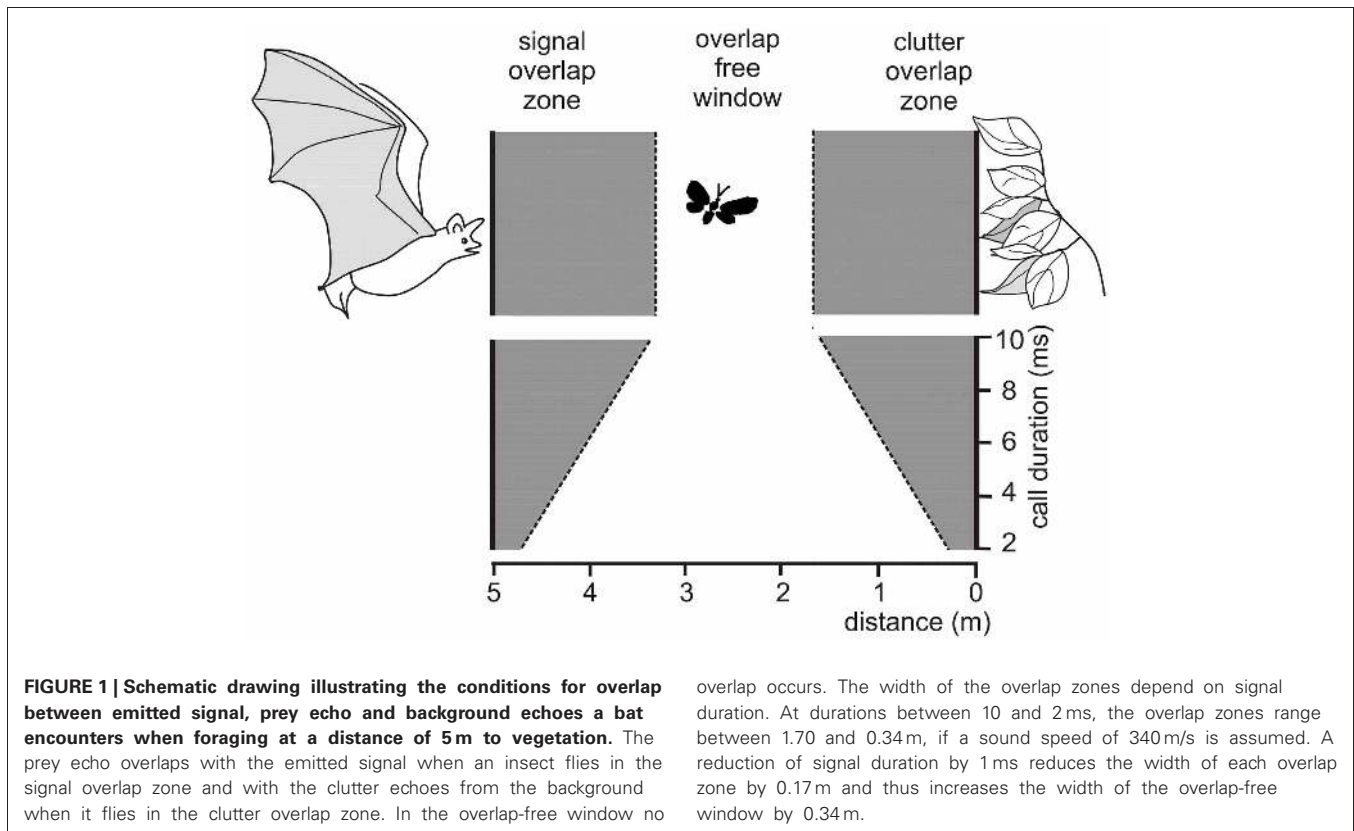 signal
overlap
zone
overlap
free
window
clutter
overlap
zone
10
8
6
4
2
call duration (ms)
5 4 3 2 1 0
distance (m)
FIGURE 1 | Schematic drawing illustrating the conditions for overlap
between emitted signal, prey echo and background echoes a bat
encounters when foraging at a distance of 5 m to vegetation. The
prey echo overlaps with the emitted signal when an insect flies in the
signal overlap zone and with the clutter echoes from the background
when it flies in the clutter overlap zone. In the overlap-free window no
overlap occurs. The width of the overlap zones depend on signal
duration. At durations between 10 and 2 ms, the overlap zones range
between 1.70 and 0.34 m, if a sound speed of 340 m/s is assumed. A
reduction of signal duration by 1 ms reduces the width of each overlap
zone by 0.17 m and thus increases the width of the overlap-free
window by 0.34 m.